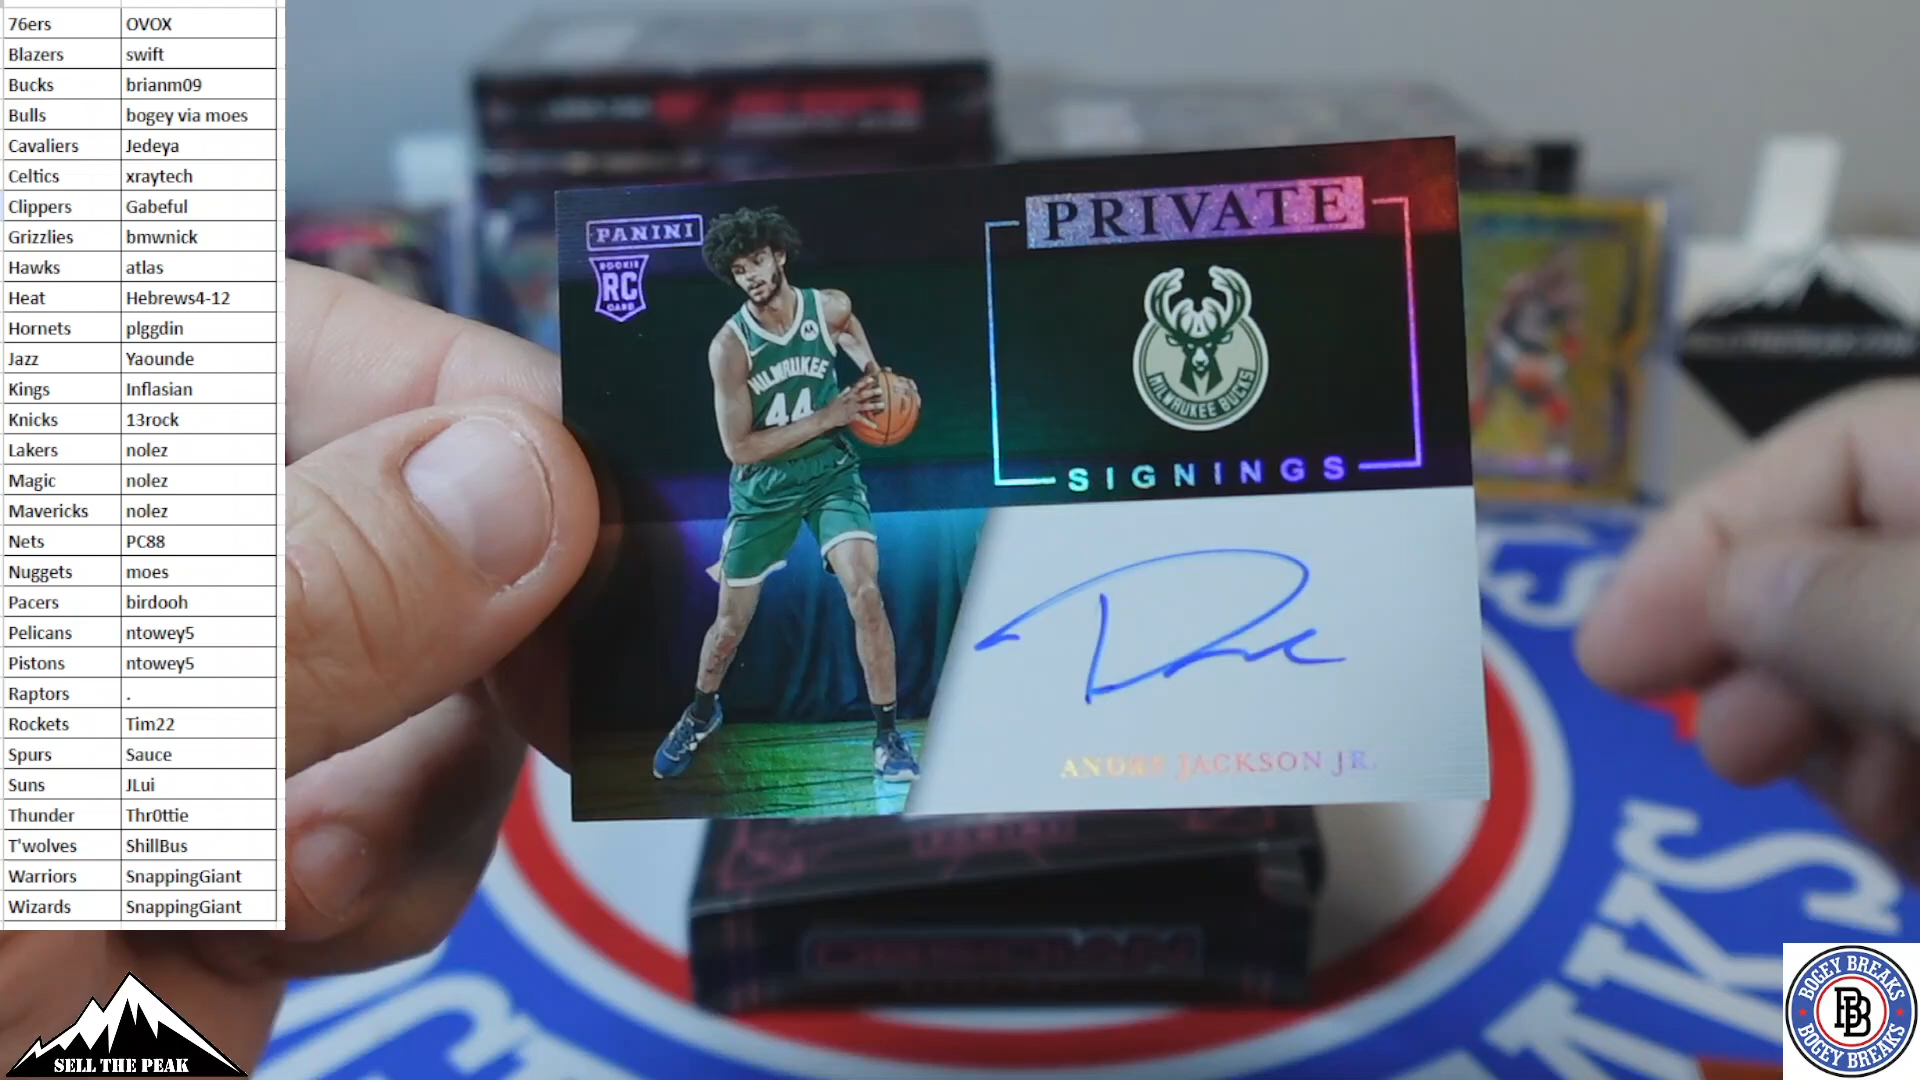 76ers OVOX
Blazers swift
Bucks brianm09
Bulls bogey via moes
Cavaliers Jedeya
Celtics xraytech
Clippers Gabeful
Grizzlies bmwnick
Hawks atlas
Heat Hebrews4-12
Hornets plggdin
Jazz Yaounde
Kings Inflasian
Knicks 13rock
Lakers nolez
Magic nolez
Mavericks nolez
Nets PC88
Nuggets moes
Pacers birdooh
Pelicans ntowey5
Pistons ntowey5
Raptors .
Rockets Tim22
Spurs Sauce
Suns JLui
Thunder Thr0ttie
T'wolves ShillBus
Warriors SnappingGiant
Wizards SnappingGiant
SELL THE PEAK
PANINI
ROOKIE
RC
CARD
MILWAUKEE
44
PRIVATE
MILWAUKEE BUCKS
SIGNINGS
ANDRE JACKSON JR.
PANINI
OBSIDIAN
BOGEY BREAKS
BB
BOGEY BREAKS